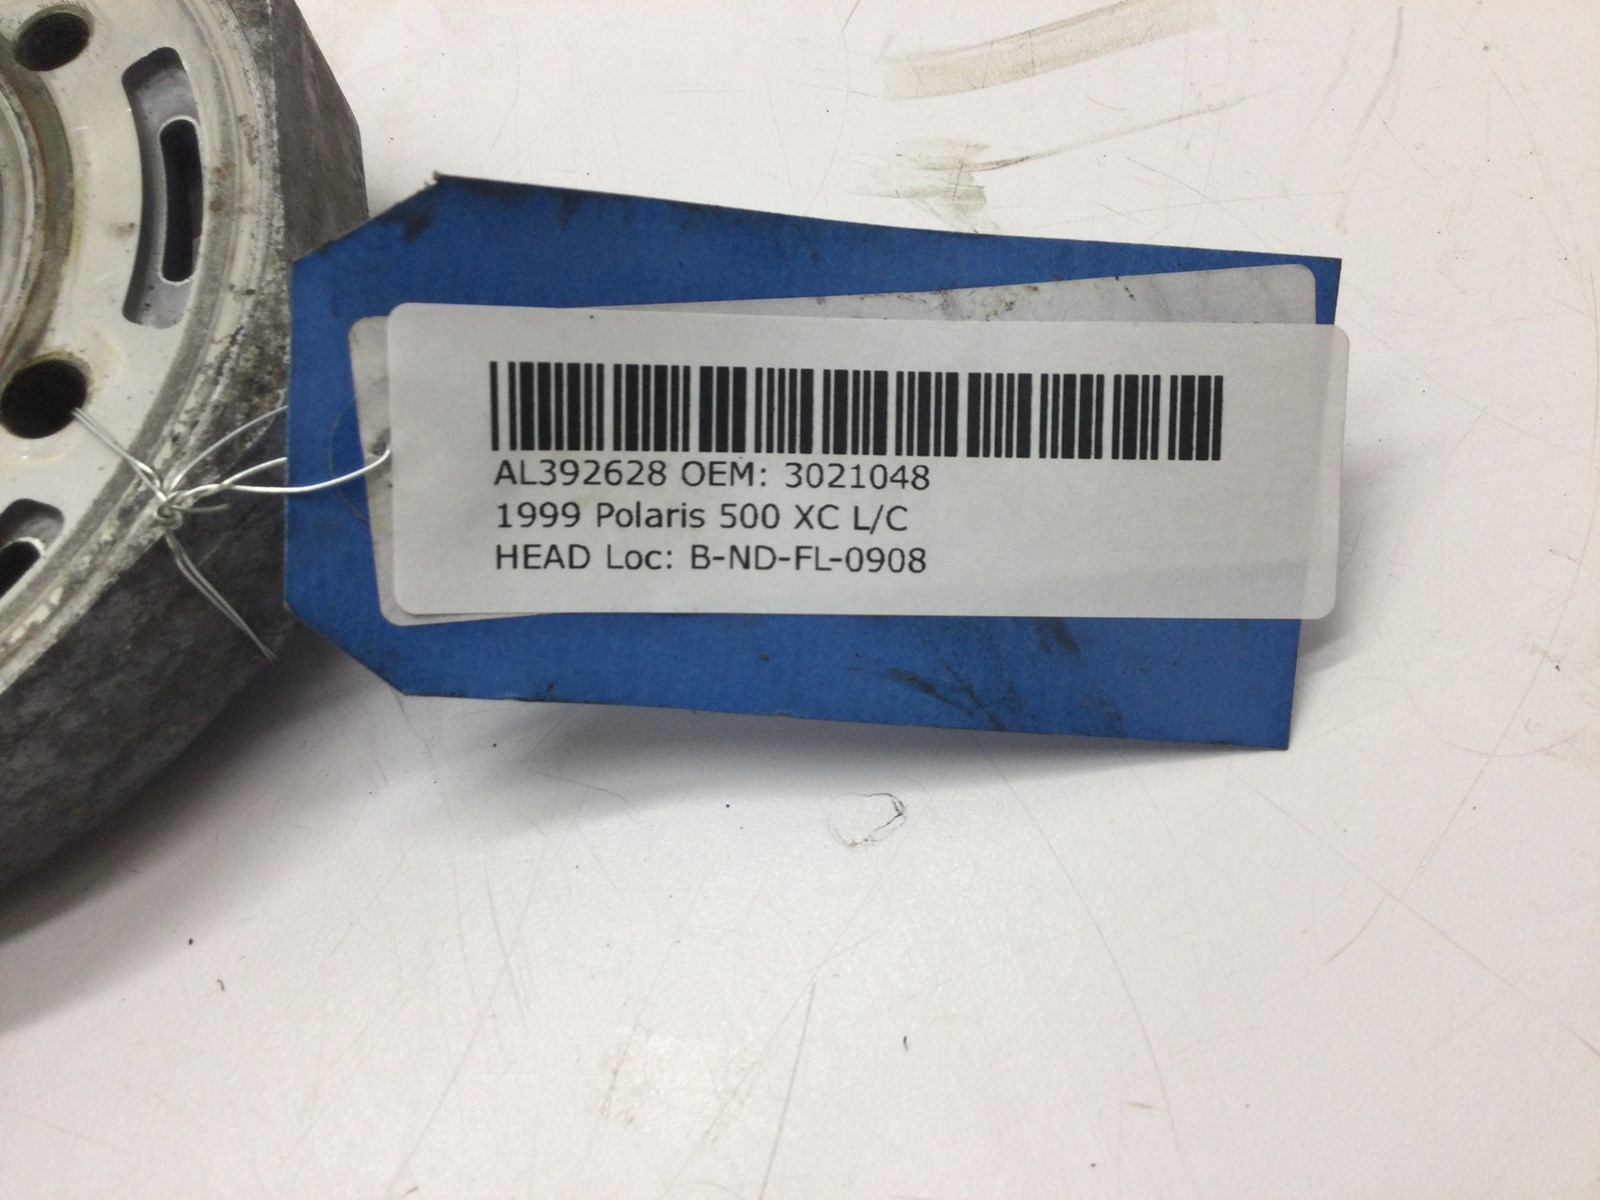 AL392628 OEM: 3021048
1999 Polaris 500 XC L/C
HEAD Loc: B-ND-FL-0908